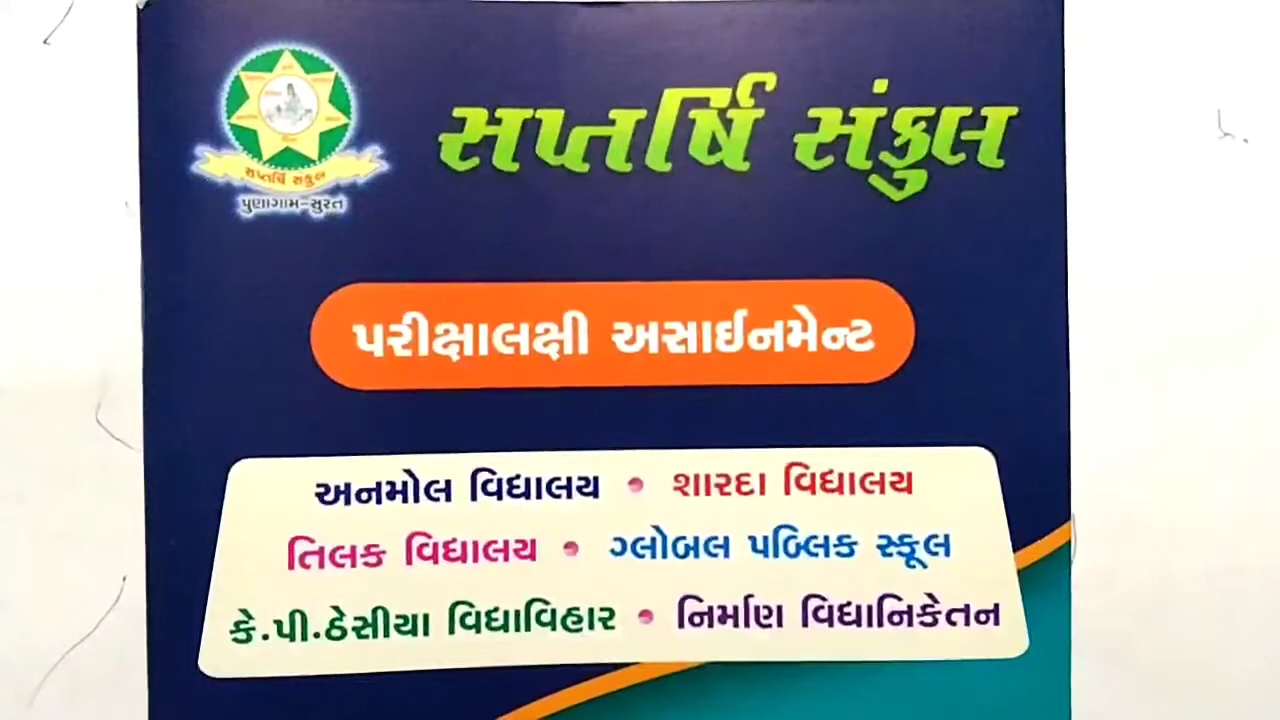 સપ્તર્ષિ સંકુલ
સપ્તર્ષિ સંકુલ
પુણાગામ-સુરત
પરીક્ષાલક્ષી અસાઈનમેન્ટ
અનમોલ વિદ્યાલય • શારદા વિદ્યાલય
તિલક વિદ્યાલય • ગ્લોબલ પબ્લિક સ્કૂલ
કે.પી.ઠેસીયા વિદ્યાવિહાર • નિર્માણ વિદ્યાનિકેતન